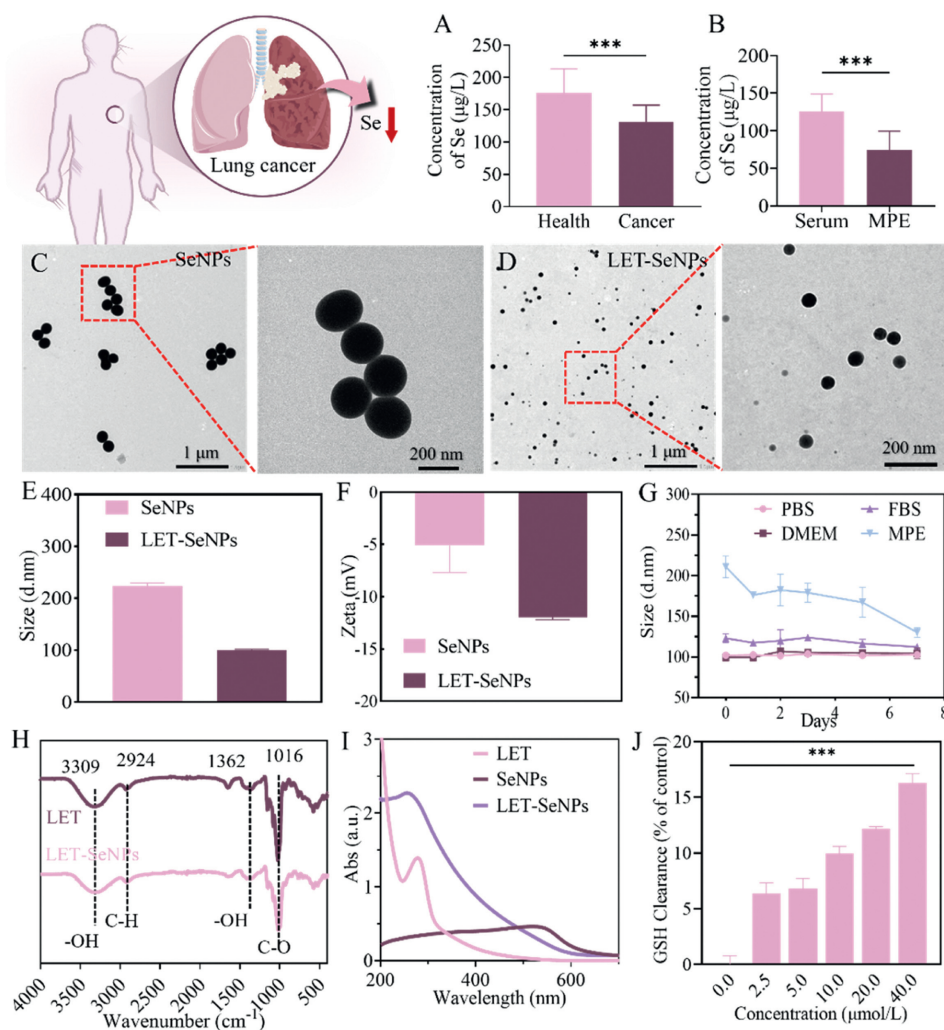 Lung cancer
Se
A
Concentration
of Se (μg/L)
250
200
150
100
50
0
***
Health Cancer
B
Concentration
of Se (μg/L)
200
150
100
50
0
***
Serum MPE
C
SeNPs
1 μm
200 nm
D
LET-SeNPs
1 μm
200 nm
E
Size (d.nm)
400
300
200
100
0
SeNPs
LET-SeNPs
F
Zeta (mV)
0
-5
-10
-15
-20
SeNPs
LET-SeNPs
G
PBS FBS
DMEM MPE
Size (d.nm)
300
250
200
150
100
50
0 2 4 6 8
Days
H
3309 2924 1362 1016
LET
LET-SeNPs
-OH
C-H
-OH
C-O
4000 3500 3000 2500 2000 1500 -1000 500
Wavenumber (cm⁻¹)
I
LET
SeNPs
LET-SeNPs
Abs (a.u.)
3
2
1
0
200 300 400 500 600
Wavelength (nm)
J
***
GSH Clearance (% of control)
20
15
10
5
0
0.0 2.5 5.0 10.0 20.0 40.0
Concentration (μmol/L)